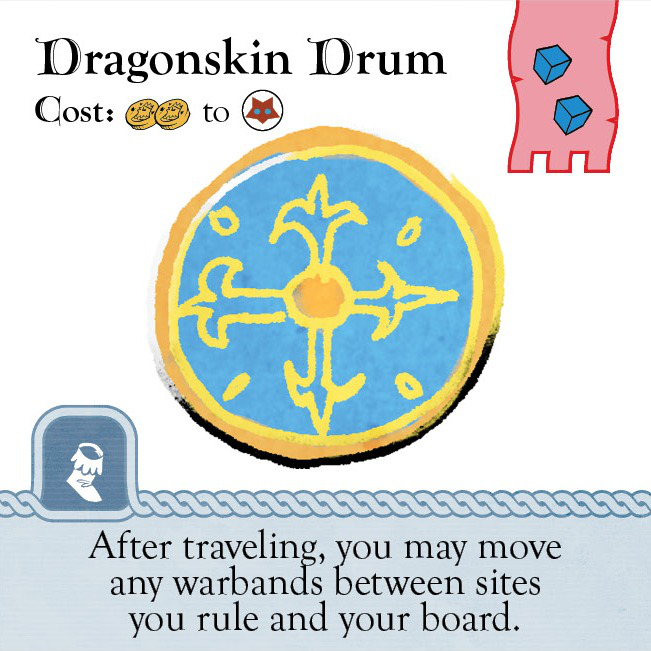 Dragonskin Drum
Cost: to
After traveling, you may move
any warbands between sites
you rule and your board.